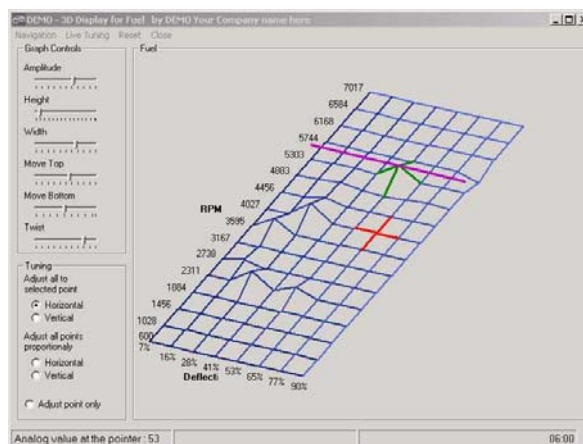 DEMO - 3D Display for Fuel by DEMO Your Company name here
Navigation Live Tuning Reset Close
Graph Controls
Amplitude
Height
Width
Move Top
Move Bottom
Twist
Tuning
Adjust all to
selected point
Horizontal
Vertical
Adjust all points
proportionaly
Horizontal
Vertical
Adjust point only
Fuel
7017
6584
6168
5744
5303
4883
4456
4027
RPM
3595
3167
2738
2311
1884
1456
1028
600
7%
16%
28%
41%
53%
65%
77%
90%
Deflecti
Analog value at the pointer : 53
06:00